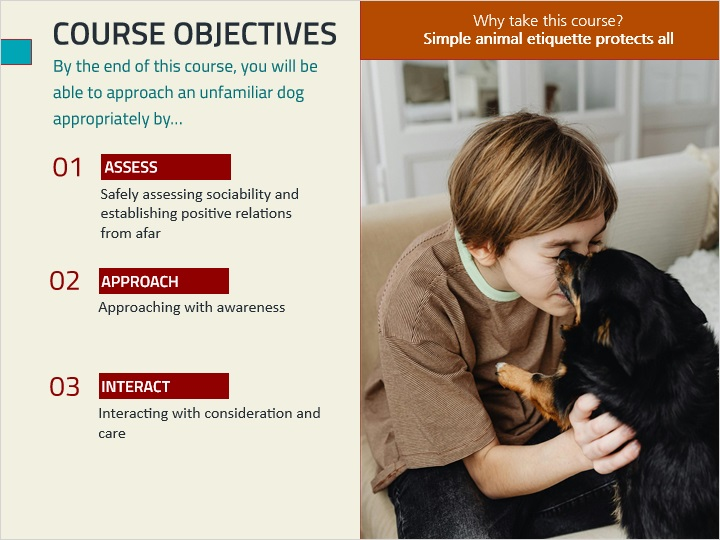 COURSE OBJECTIVES
By the end of this course, you will be
able to approach an unfamiliar dog
appropriately by...
01 ASSESS
Safely assessing sociability and
establishing positive relations
from afar
02 APPROACH
Approaching with awareness
03 INTERACT
Interacting with consideration and
care
Why take this course?
Simple animal etiquette protects all